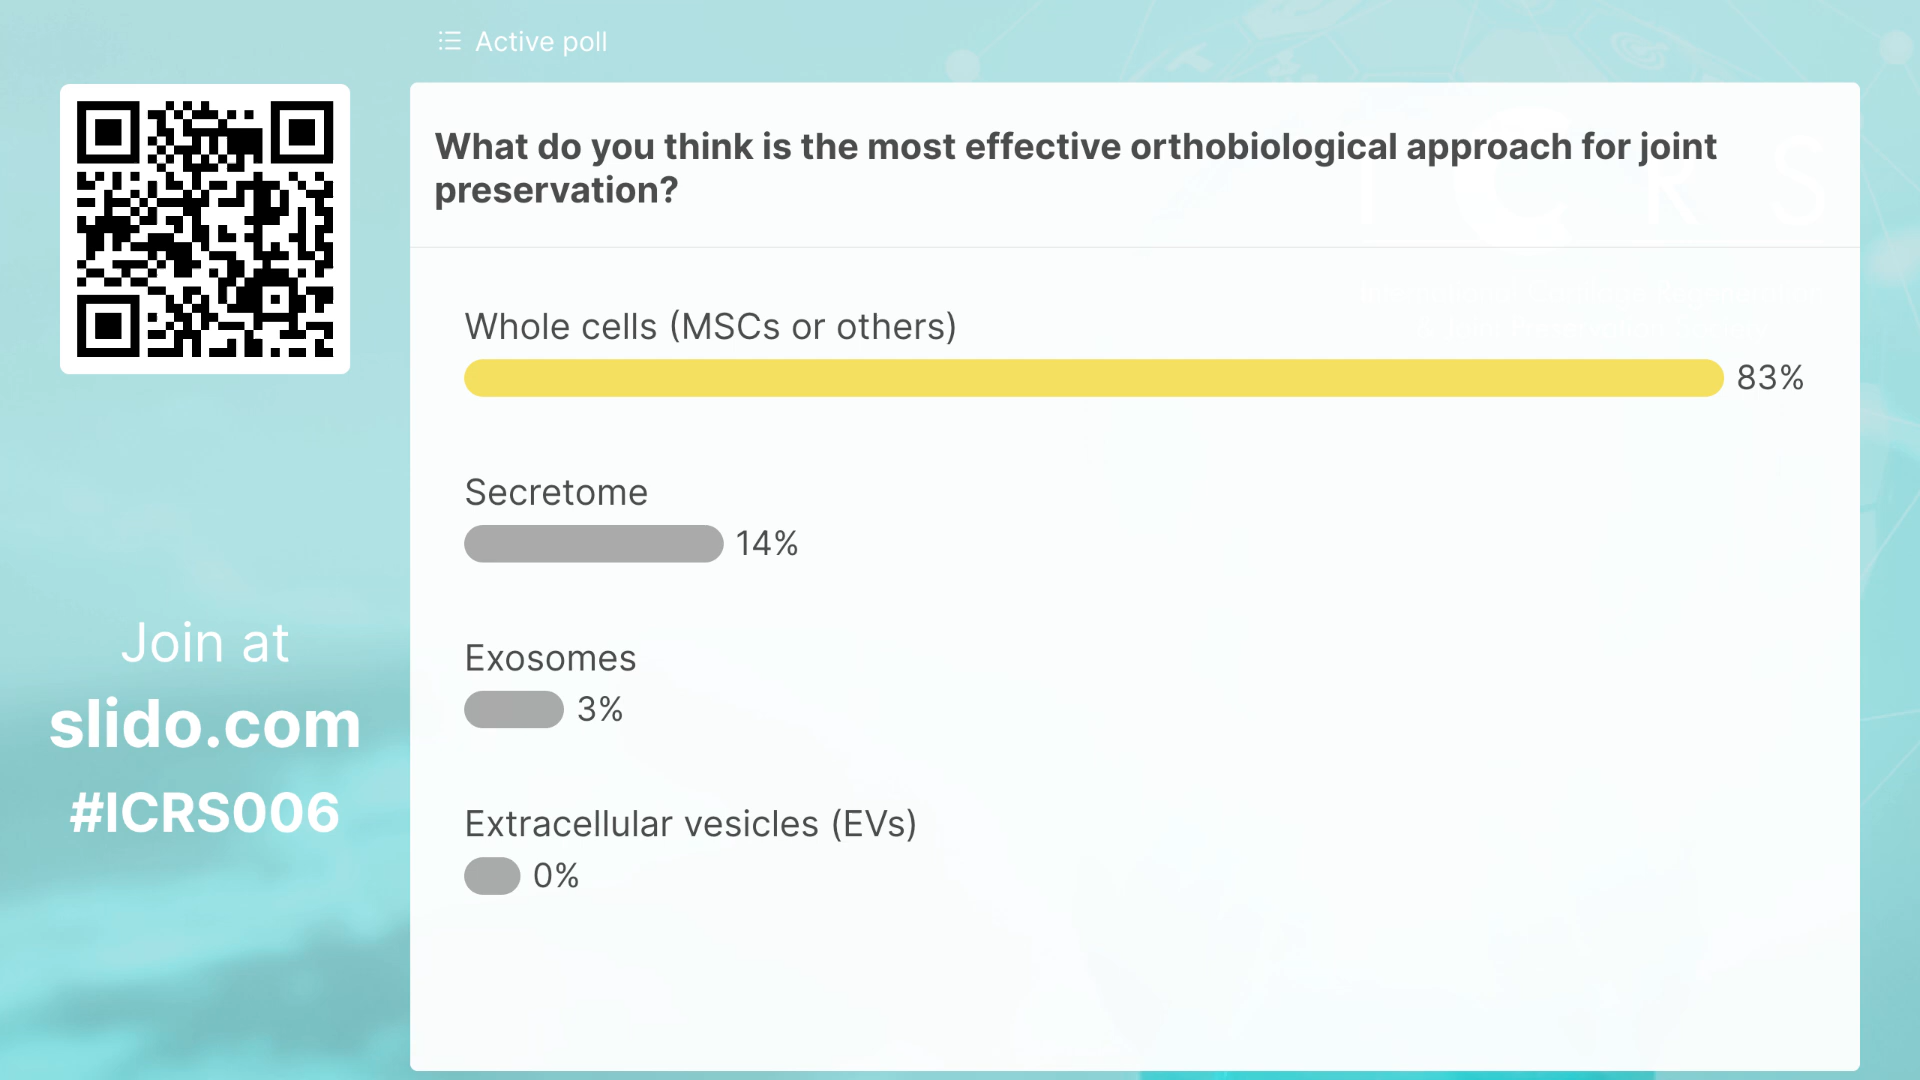 Active poll
What do you think is the most effective orthobiological approach for joint
preservation?
Whole cells (MSCs or others)
83%
Secretome
14%
Exosomes
3%
Extracellular vesicles (EVs)
0%
Join at
slido.com
#ICRS006